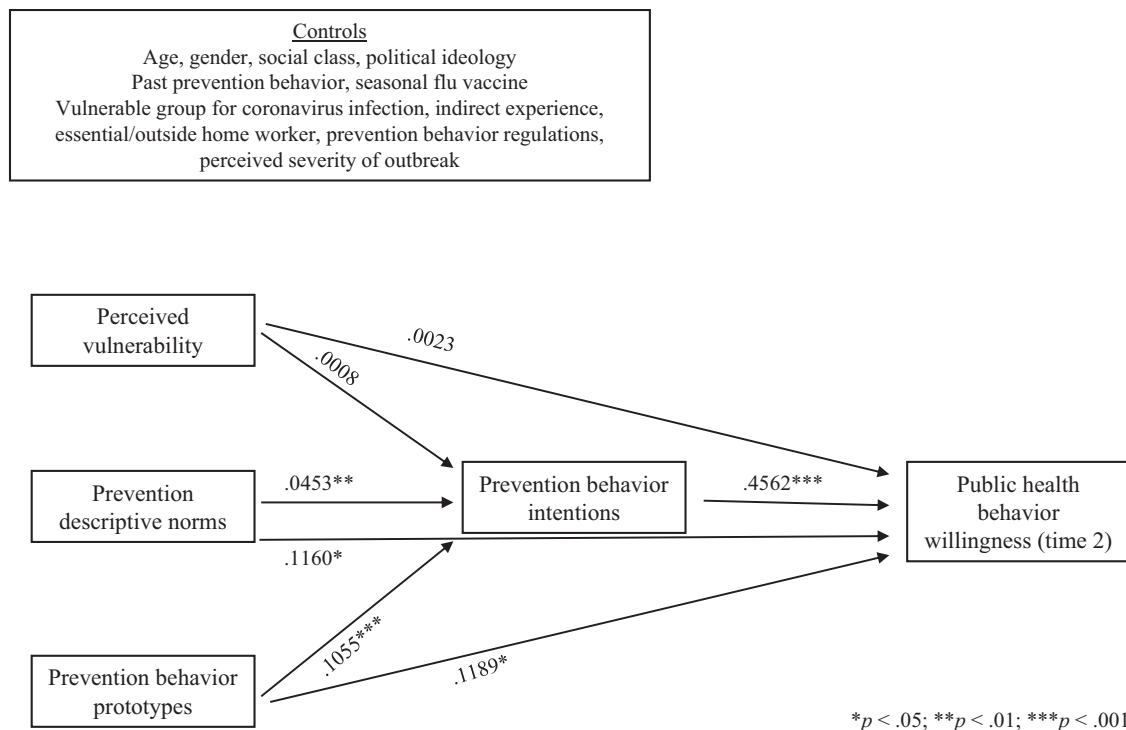 Controls
Age, gender, social class, political ideology
Past prevention behavior, seasonal flu vaccine
Vulnerable group for coronavirus infection, indirect experience,
essential/outside home worker, prevention behavior regulations,
perceived severity of outbreak
Perceived
vulnerability
.0023
.0008
Prevention
descriptive norms
.0453**
Prevention behavior
intentions
.4562***
Public health
behavior
willingness (time 2)
.1160*
.1055***
.1189*
Prevention behavior
prototypes
*p < .05; **p < .01; ***p < .001